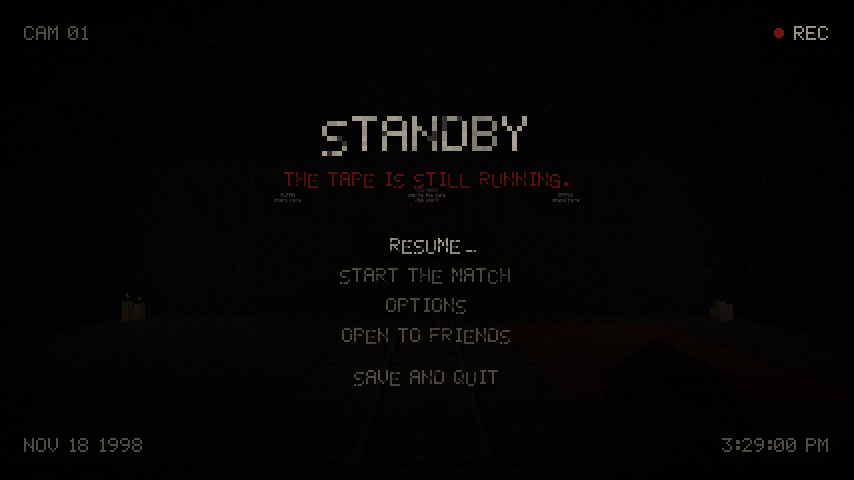 CAM 01
REC
STANDBY
THE TAPE IS STILL RUNNING.
RESUME _
START THE MATCH
OPTIONS
OPEN TO FRIENDS
SAVE AND QUIT
NOV 18 1998
3:29:00 PM